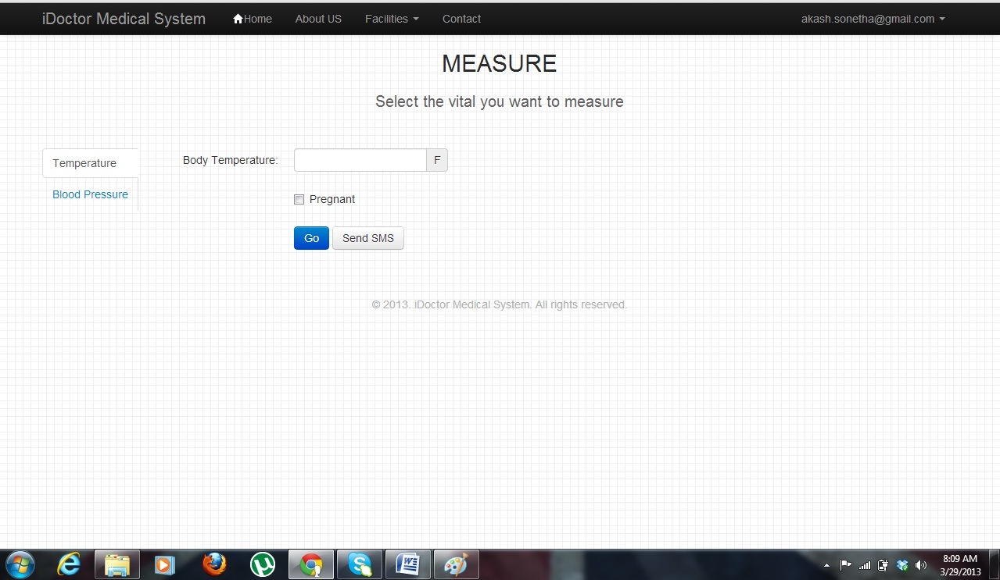 iDoctor Medical System Home About US Facilities Contact akash.sonetha@gmail.com
MEASURE
Select the vital you want to measure
Temperature
Blood Pressure
Body Temperature: F
Pregnant
Go Send SMS
© 2013. iDoctor Medical System. All rights reserved.
8:09 AM
3/29/2013